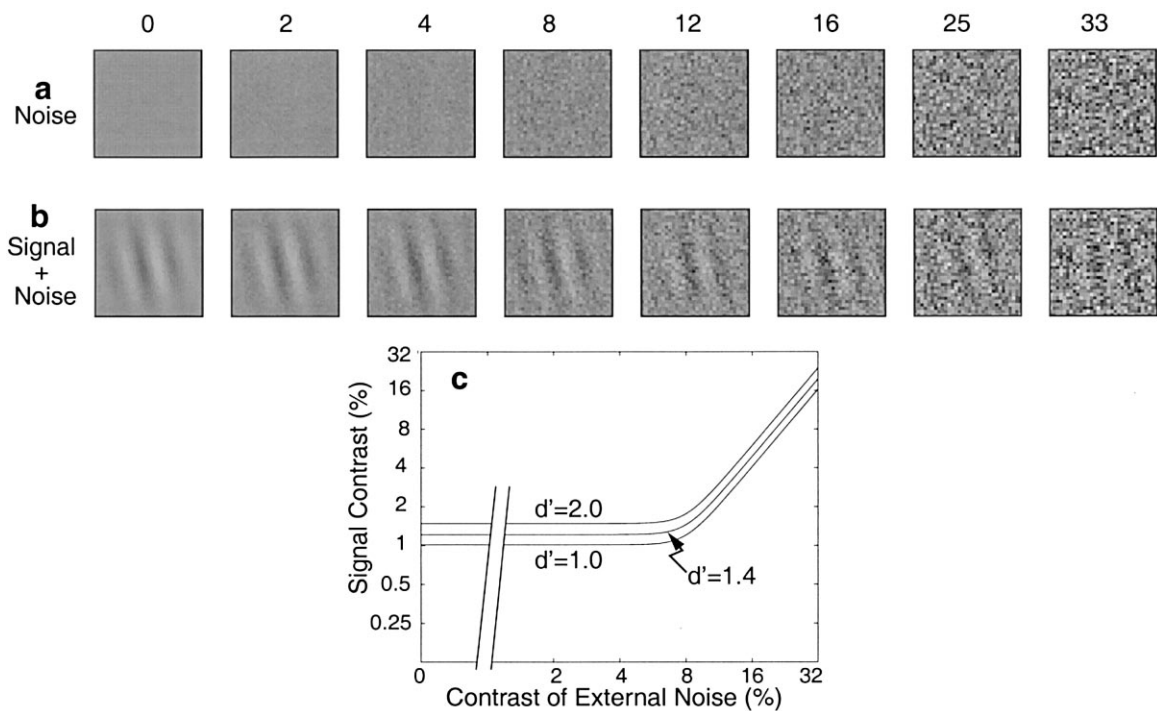 0 2 4 8 12 16 25 33
a
Noise
b
Signal
+
Noise
c
Signal Contrast (%)
32
16
8
4
2
1
0.5
0.25
d'=2.0
d'=1.0
d'=1.4
0 2 4 8 16 32
Contrast of External Noise (%)